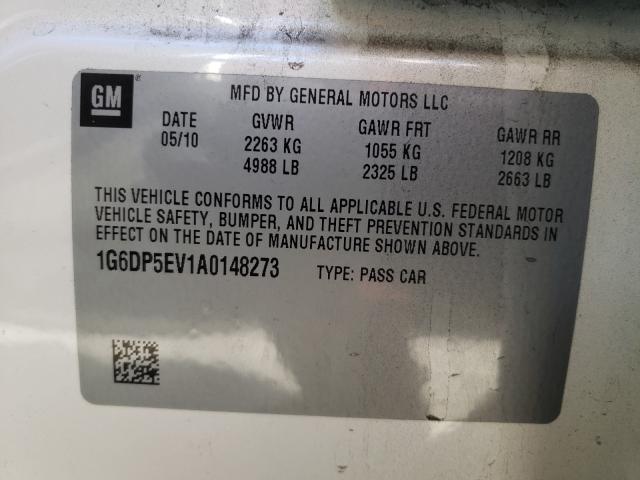 GM
MFD BY GENERAL MOTORS LLC
DATE GVWR GAWR FRT GAWR RR
05/10 2263 KG 1055 KG 1208 KG
4988 LB 2325 LB 2663 LB
THIS VEHICLE CONFORMS TO ALL APPLICABLE U.S. FEDERAL MOTOR
VEHICLE SAFETY, BUMPER, AND THEFT PREVENTION STANDARDS IN
EFFECT ON THE DATE OF MANUFACTURE SHOWN ABOVE.
1G6DP5EV1A0148273 TYPE: PASS CAR